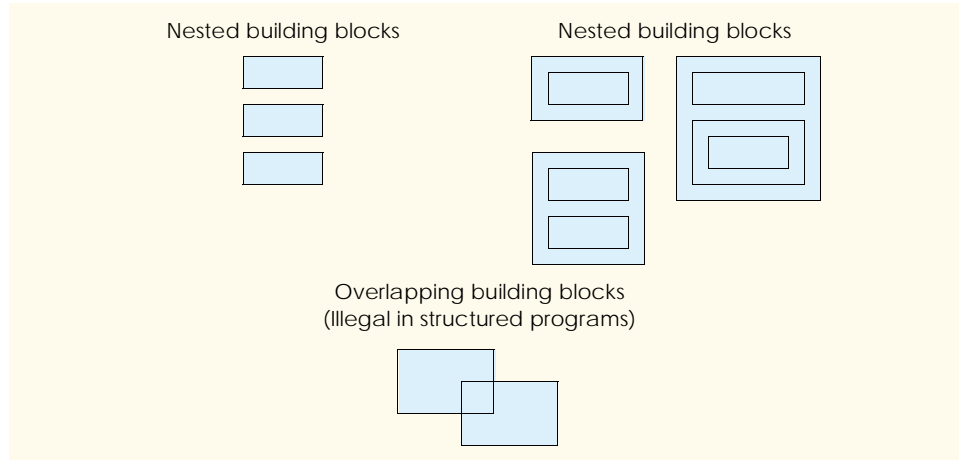 Nested building blocks
Nested building blocks
Overlapping building blocks
(Illegal in structured programs)